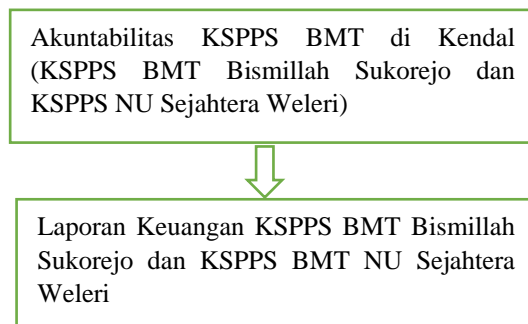 Akuntabilitas KSPPS BMT di Kendal
(KSPPS BMT Bismillah Sukorejo dan
KSPPS NU Sejahtera Weleri)
Laporan Keuangan KSPPS BMT Bismillah
Sukorejo dan KSPPS BMT NU Sejahtera
Weleri